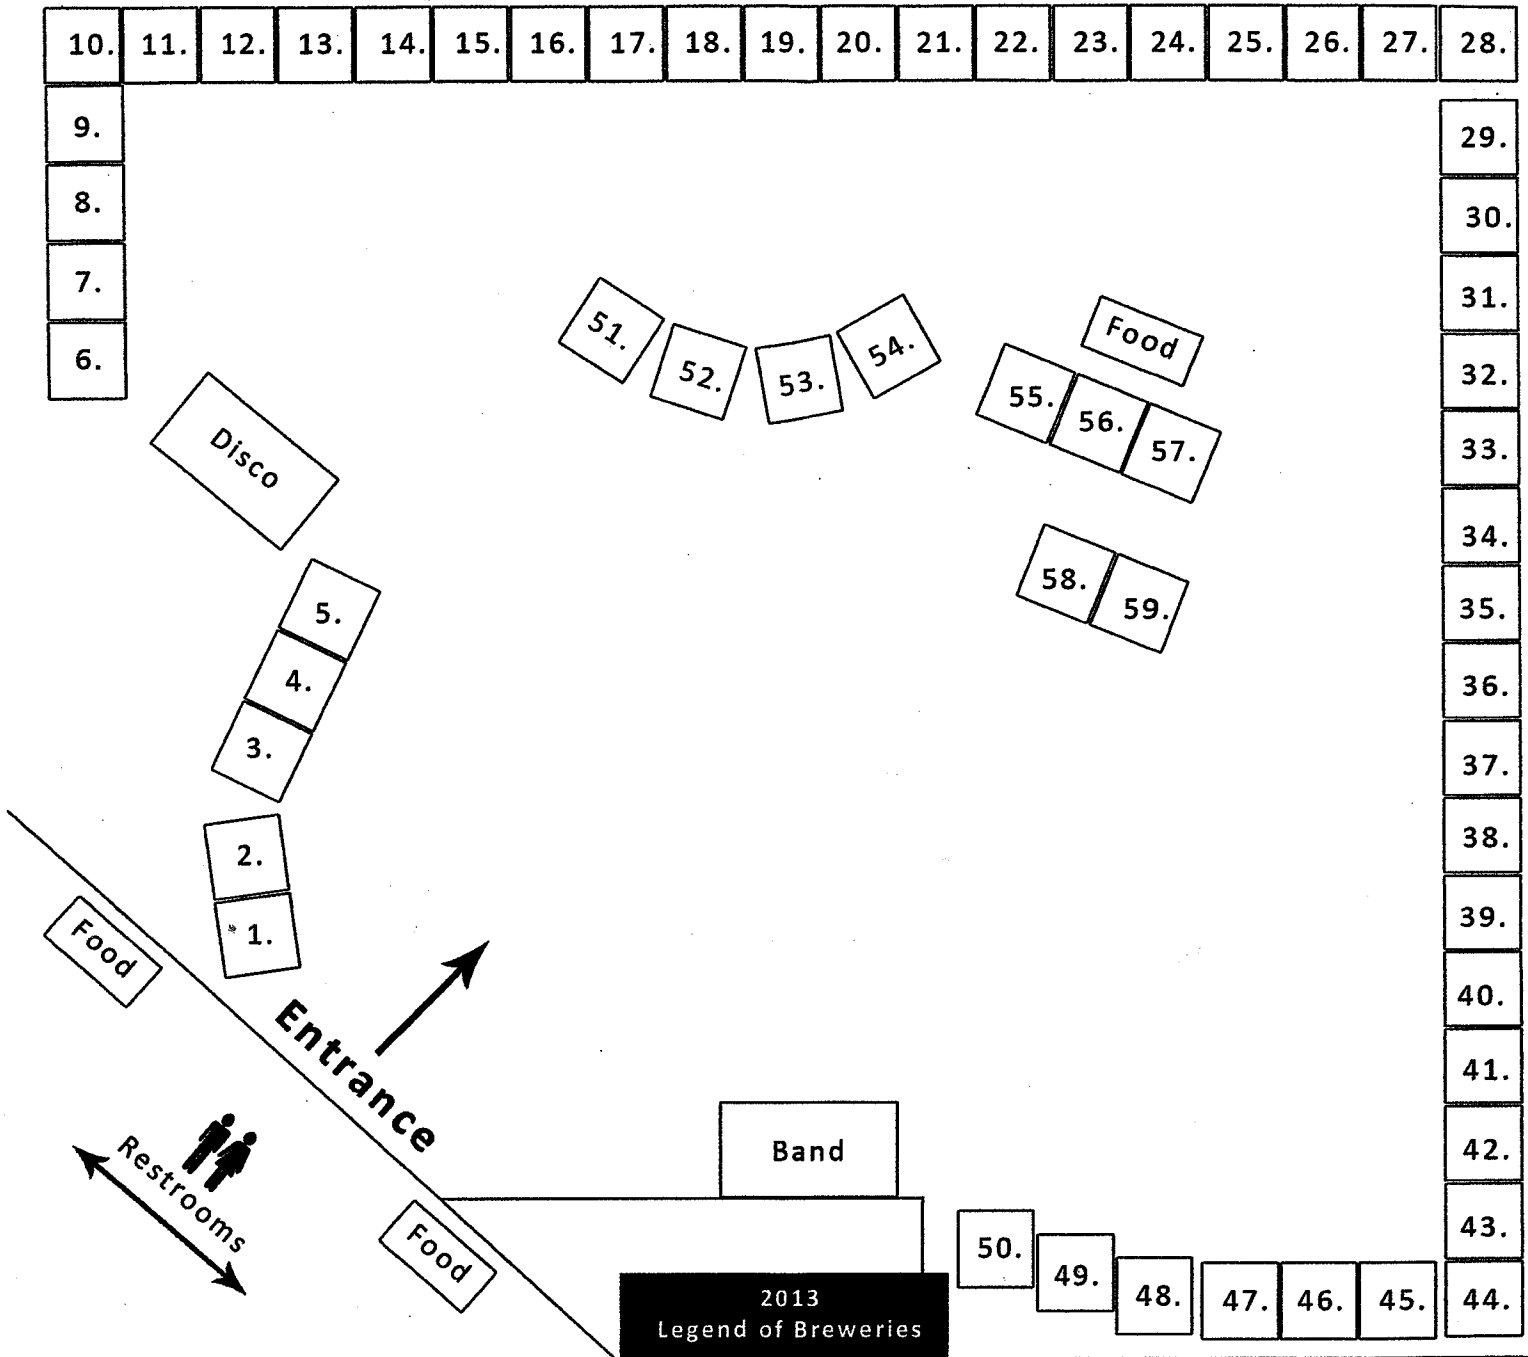 10. 11. 12. 13. 14. 15. 16. 17. 18. 19. 20. 21. 22. 23. 24. 25. 26. 27. 28.
9.
8.
7.
6.
29.
30.
31.
32.
33.
34.
35.
36.
37.
38.
39.
40.
41.
42.
43.
44.
51. 52. 53. 54.
Food
55. 56. 57.
58. 59.
Disco
5.
4.
3.
2.
1.
Food
Entrance
Restrooms
Food
Band
50. 49. 48. 47. 46. 45.
2013
Legend of Breweries